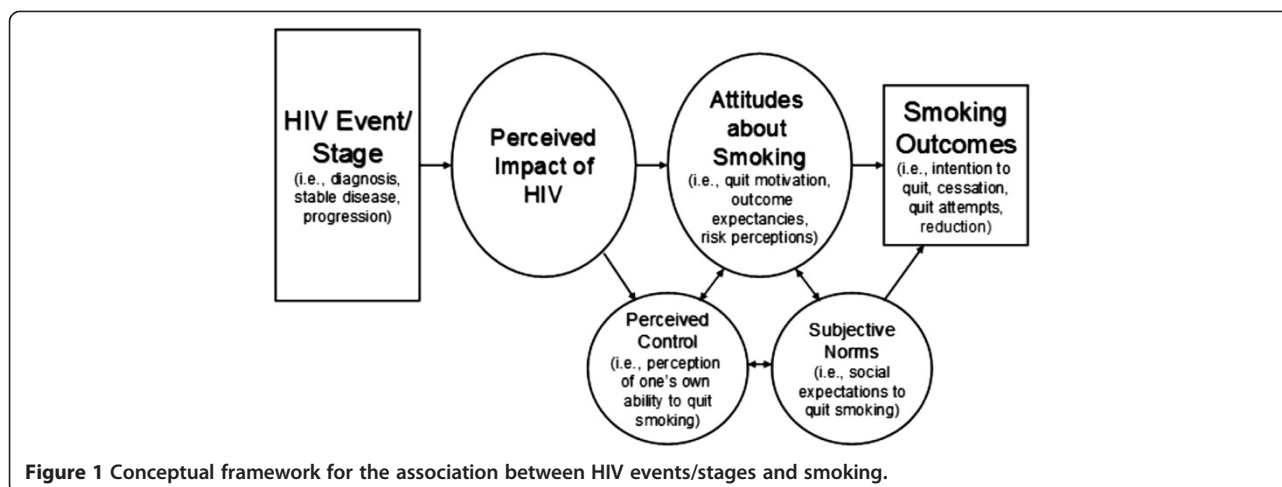 HIV Event/
Stage
(i.e., diagnosis,
stable disease,
progression)
Perceived
Impact of
HIV
Attitudes
about
Smoking
(i.e., quit motivation,
outcome
expectancies,
risk perceptions)
Smoking
Outcomes
(i.e., intention to
quit, cessation,
quit attempts,
reduction)
Perceived
Control
(i.e., perception
of one's own
ability to quit
smoking)
Subjective
Norms
(i.e., social
expectations to
quit smoking)
Figure 1 Conceptual framework for the association between HIV events/stages and smoking.